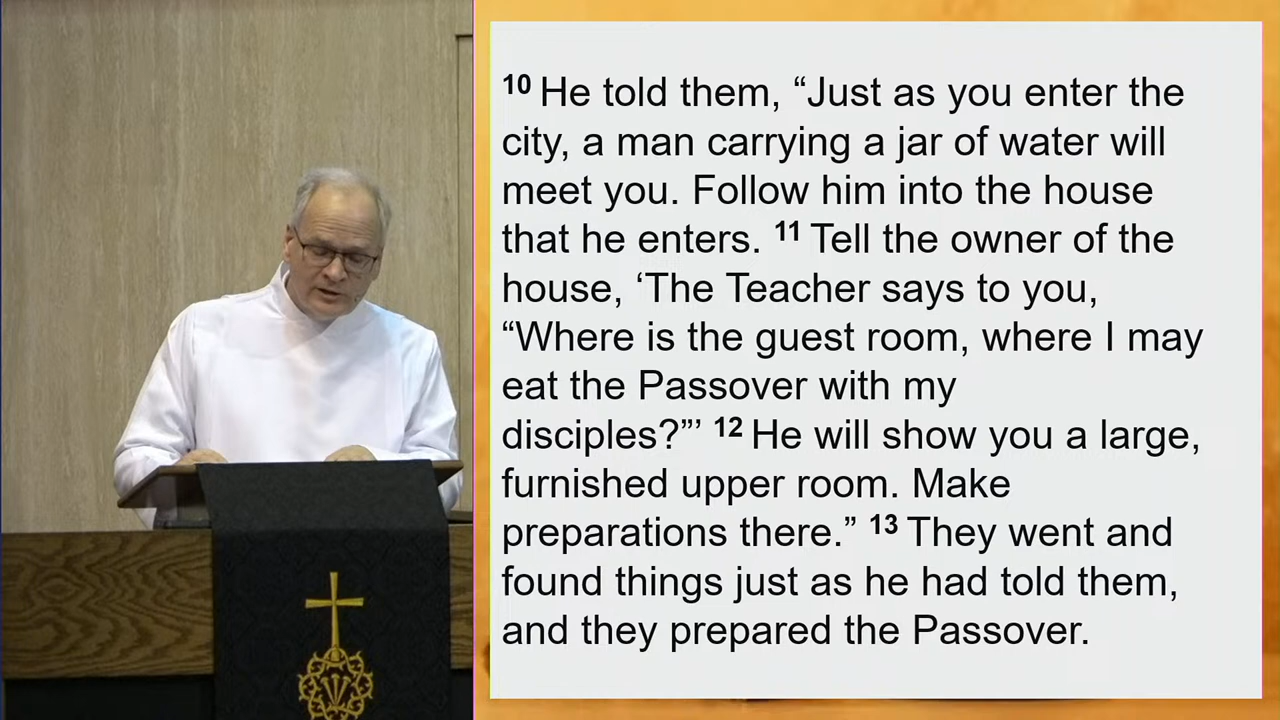 10 He told them, “Just as you enter the
city, a man carrying a jar of water will
meet you. Follow him into the house
that he enters. 11 Tell the owner of the
house, ‘The Teacher says to you,
“Where is the guest room, where I may
eat the Passover with my
disciples?”’ 12 He will show you a large,
furnished upper room. Make
preparations there.” 13 They went and
found things just as he had told them,
and they prepared the Passover.